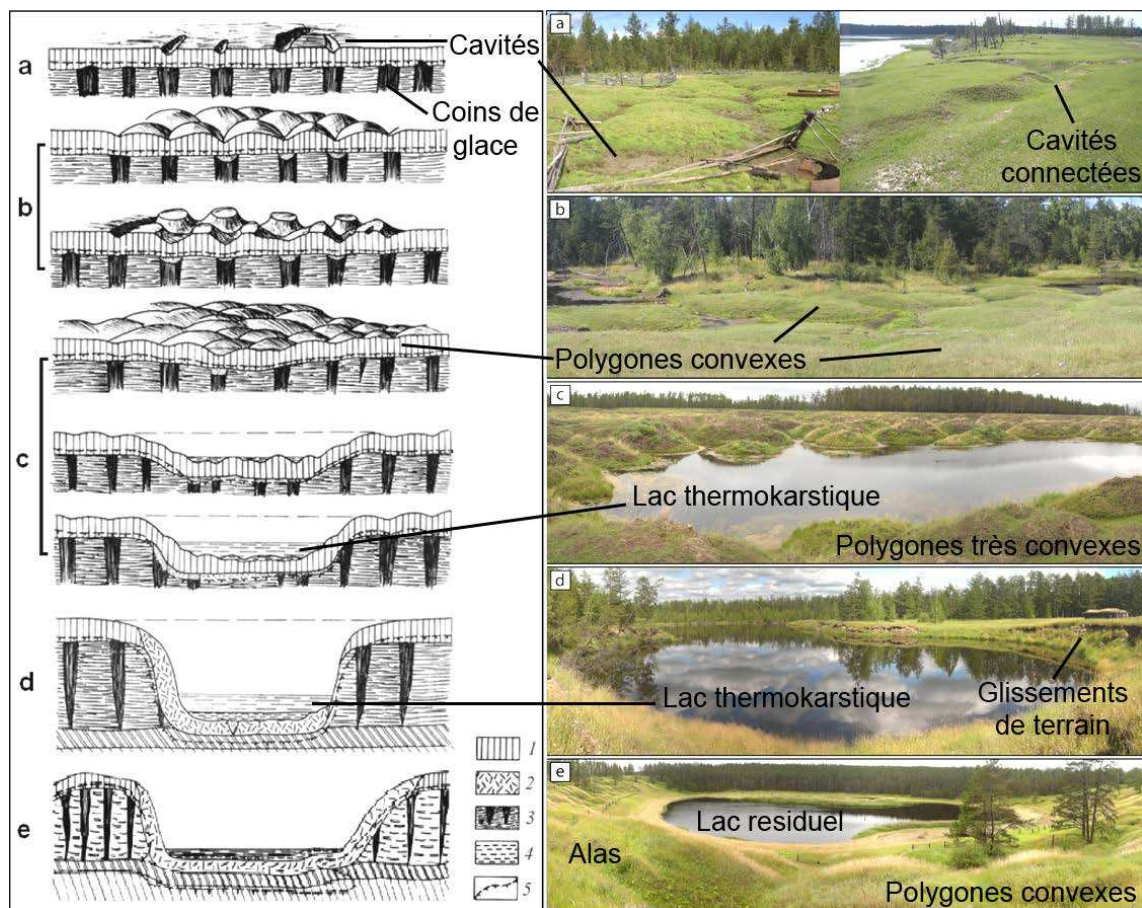 a
Cavités
Coins de
glace
b
c
d
e
1
2
3
4
5
a
Cavités
connectées
b
Polygones convexes
c
Lac thermokarstique
Polygones très convexes
d
Lac thermokarstique
Glissements
de terrain
e
Lac residuel
Alas
Polygones convexes